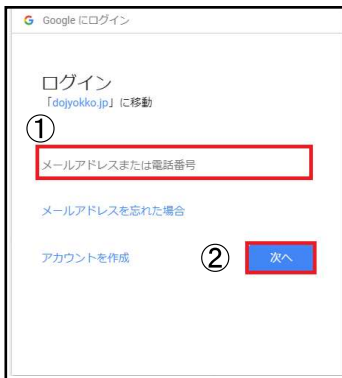 G Google にログイン
ログイン
「dojyokko.jp」に移動
①
メールアドレスまたは電話番号
メールアドレスを忘れた場合
アカウントを作成
②
次へ